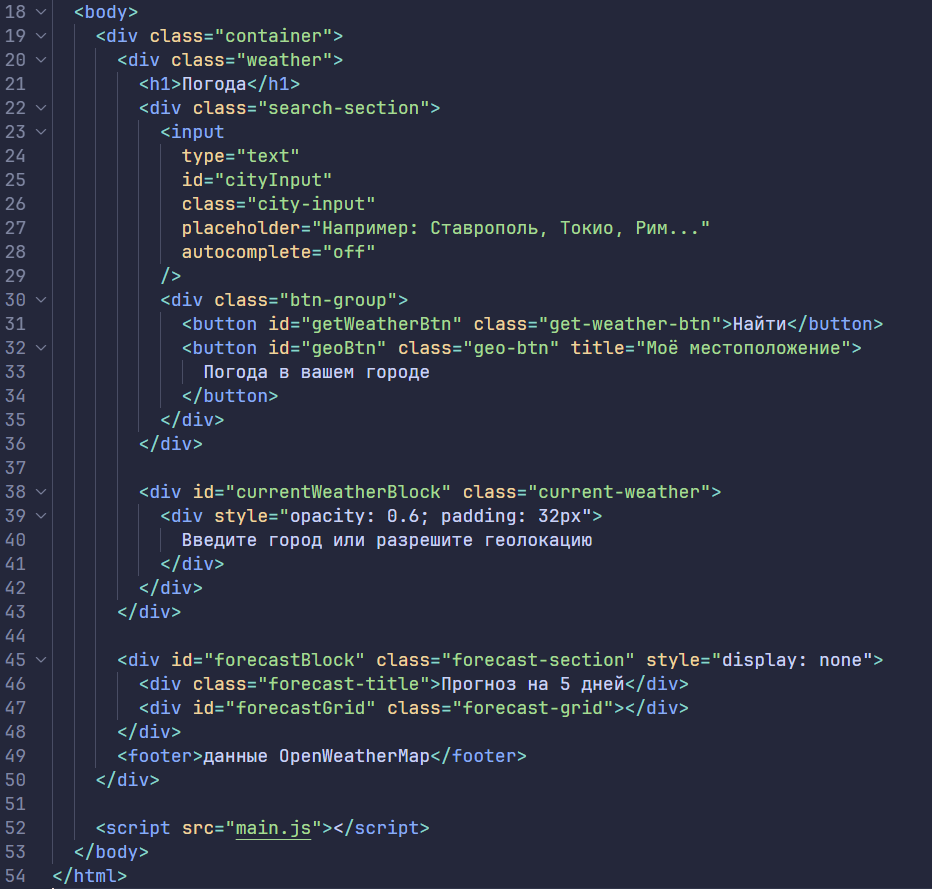 18 <body>
19 <div class="container">
20 <div class="weather">
21 <h1>Погода</h1>
22 <div class="search-section">
23 <input
24 type="text"
25 id="cityInput"
26 class="city-input"
27 placeholder="Например: Ставрополь, Токио, Рим..."
28 autocomplete="off"
29 />
30 <div class="btn-group">
31 <button id="getWeatherBtn" class="get-weather-btn">Найти</button>
32 <button id="geoBtn" class="geo-btn" title="Моё местоположение">
33 Погода в вашем городе
34 </button>
35 </div>
36 </div>
37
38 <div id="currentWeatherBlock" class="current-weather">
39 <div style="opacity: 0.6; padding: 32px">
40 Введите город или разрешите геолокацию
41 </div>
42 </div>
43 </div>
44
45 <div id="forecastBlock" class="forecast-section" style="display: none">
46 <div class="forecast-title">Прогноз на 5 дней</div>
47 <div id="forecastGrid" class="forecast-grid"></div>
48 </div>
49 <footer>данные OpenWeatherMap</footer>
50 </div>
51
52 <script src="main.js"></script>
53 </body>
54 </html>